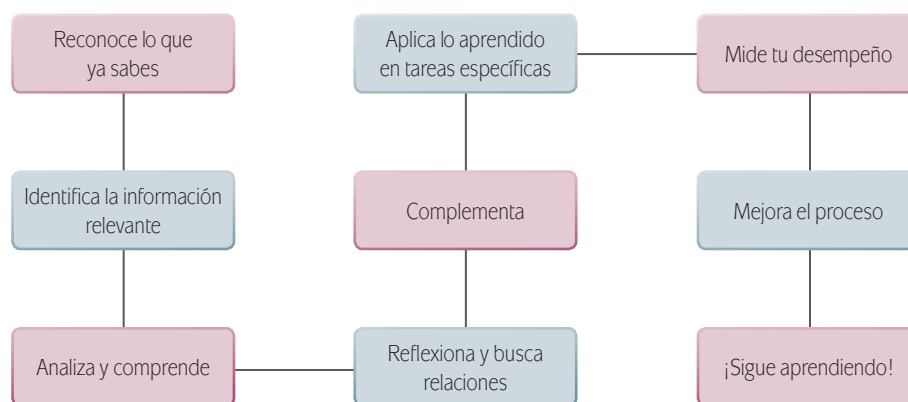 Reconoce lo que
ya sabes
Identifica la información
relevante
Analiza y comprende
Reflexiona y busca
relaciones
Complementa
Aplica lo aprendido
en tareas específicas
Mide tu desempeño
Mejora el proceso
¡Sigue aprendiendo!